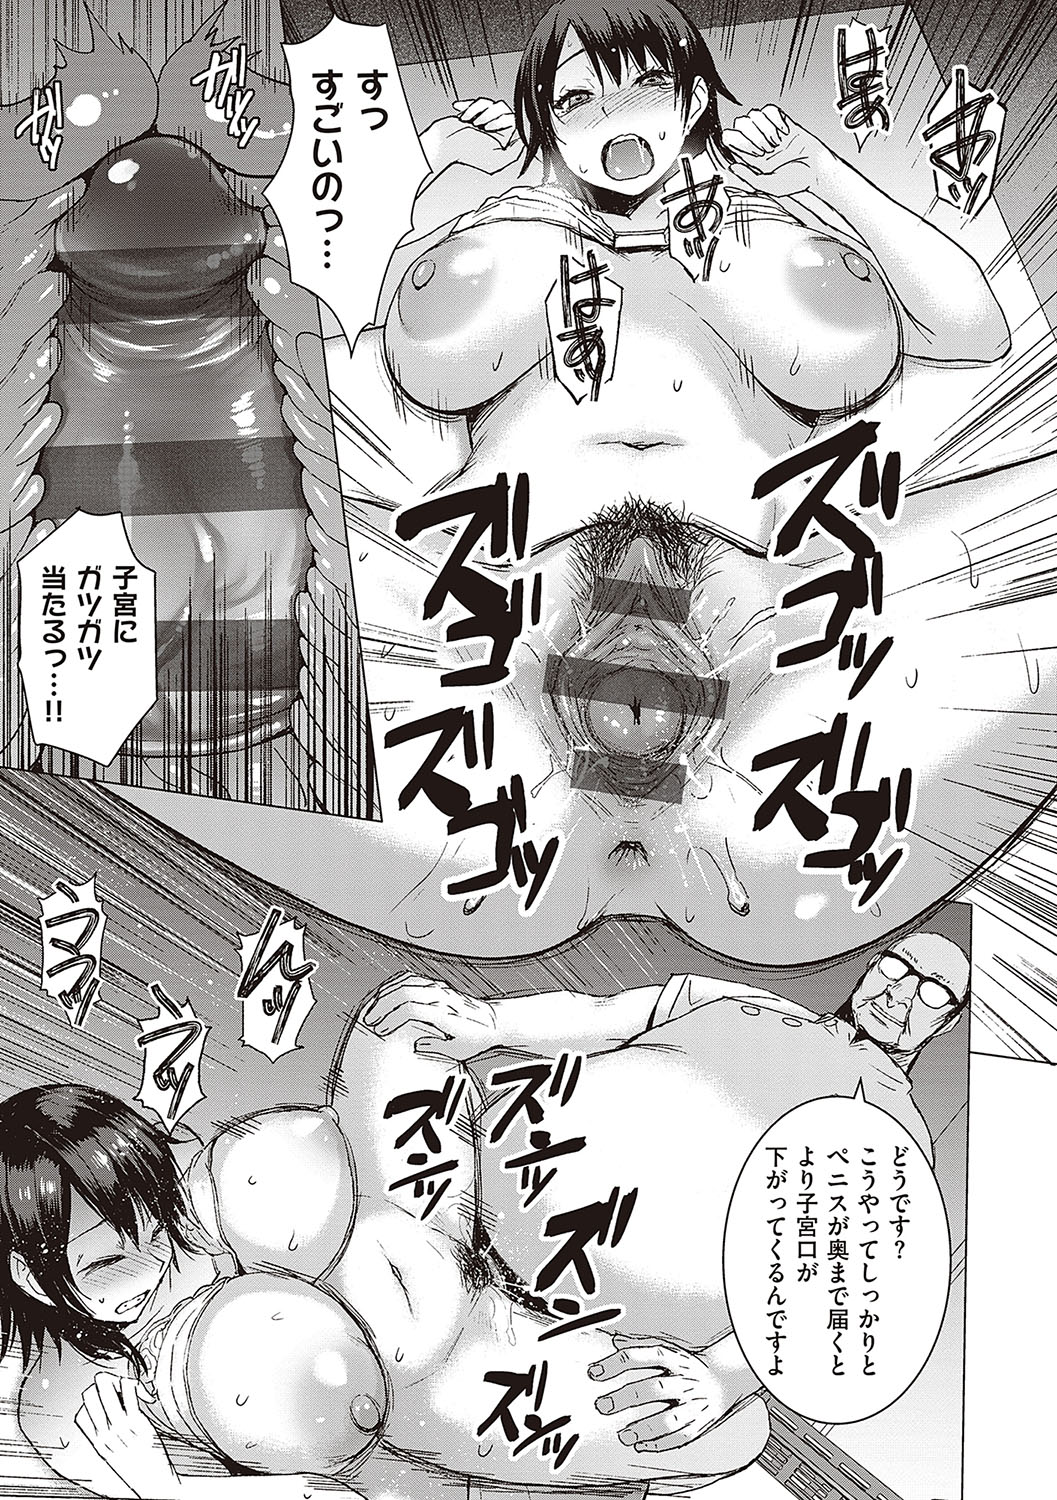 はぁ
あぁッ
あぁッ
はぁッ
すっ
すごいのっ…
ズゴッ
ズゴッ
ズゴッ
ズゴッ
ガツッ
ガツッ
子宮に
ガツガツ
当たるっ…!!
どうです?
こうやってしっかりと
ペニスが奥まで届くと
より子宮口が
下がってくるんですよ
んッ
うッ
ズンッ
ズンッ
ズンッ
ズンッ